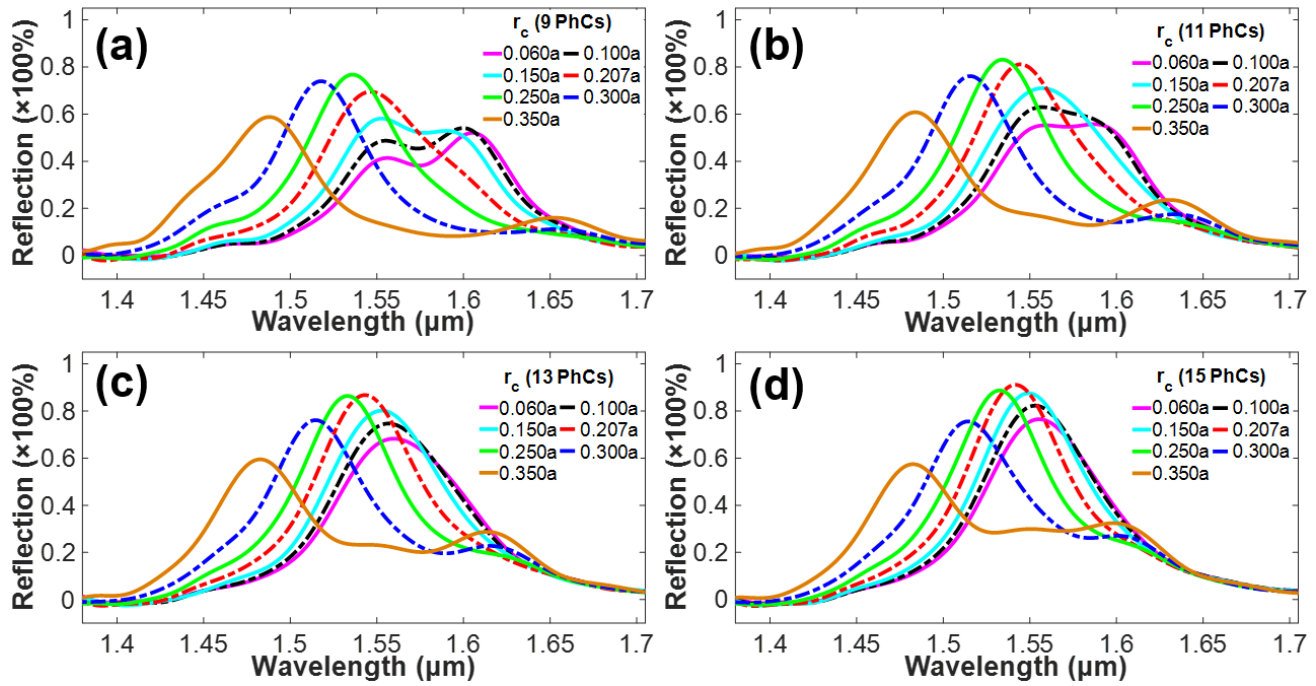 (a)
r_c (9 PhCs)
0.060a 0.100a
0.150a 0.207a
0.250a 0.300a
0.350a
Reflection (×100%)
1
0.8
0.6
0.4
0.2
0
1.4 1.45 1.5 1.55 1.6 1.65 1.7
Wavelength (μm)
(b)
r_c (11 PhCs)
0.060a 0.100a
0.150a 0.207a
0.250a 0.300a
0.350a
Reflection (×100%)
1
0.8
0.6
0.4
0.2
0
1.4 1.45 1.5 1.55 1.6 1.65 1.7
Wavelength (μm)
(c)
r_c (13 PhCs)
0.060a 0.100a
0.150a 0.207a
0.250a 0.300a
0.350a
Reflection (×100%)
1
0.8
0.6
0.4
0.2
0
1.4 1.45 1.5 1.55 1.6 1.65 1.7
Wavelength (μm)
(d)
r_c (15 PhCs)
0.060a 0.100a
0.150a 0.207a
0.250a 0.300a
0.350a
Reflection (×100%)
1
0.8
0.6
0.4
0.2
0
1.4 1.45 1.5 1.55 1.6 1.65 1.7
Wavelength (μm)